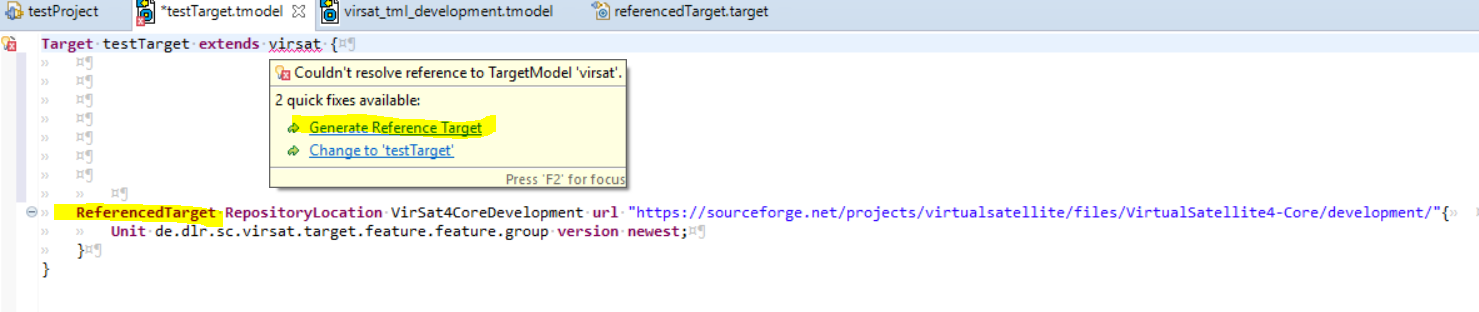 testProject *testTarget.tmodel virsat_tml_development.tmodel referencedTarget.target
Target testTarget extends virsat {
Couldn't resolve reference to TargetModel 'virsat'.
2 quick fixes available:
Generate Reference Target
Change to 'testTarget'
Press 'F2' for focus
ReferencedTarget RepositoryLocation VirSat4CoreDevelopment url "https://sourceforge.net/projects/virtualsatellite/files/VirtualSatellite4-Core/development/"{
Unit de.dlr.sc.virsat.target.feature.feature.group version newest;
}
}